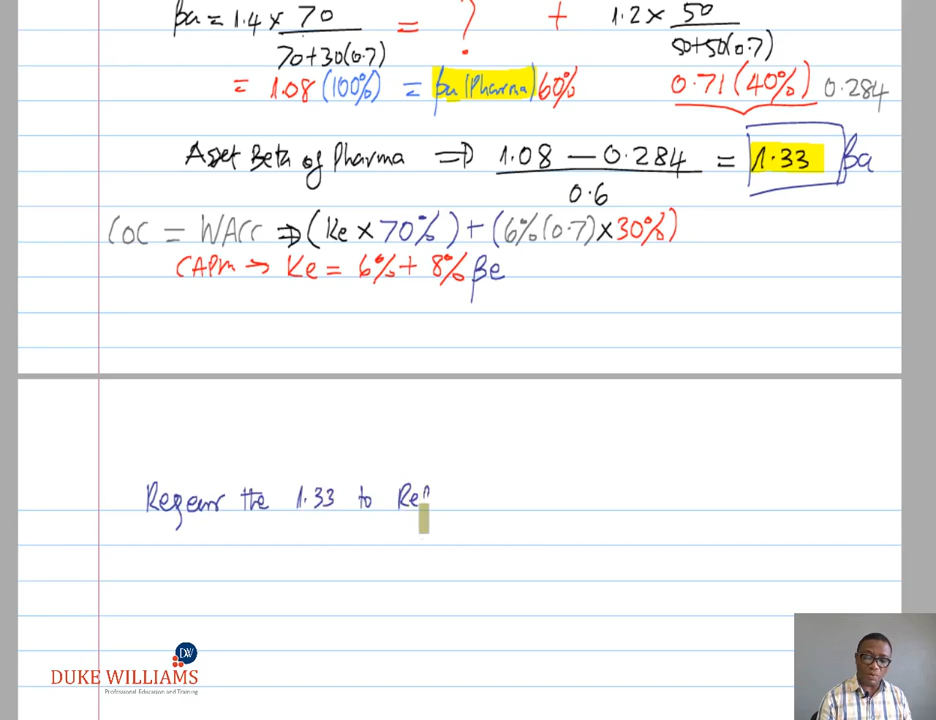 βa = 1.4 × 70 / 70+30(0.7) = ? + 1.2 × 50 / 50+50(0.7)
= 1.08 (100%) = βa (Pharma) 60% 0.71 (40%) 0.284
Asset Beta of Pharma ⇒ 1.08 − 0.284 / 0.6 = 1.33 βa
COC = WACC ⇒ (Ke × 70%) + (6%(0.7) × 30%)
CAPM → Ke = 6% + 8% βe
Regear the 1.33 to
DUKE WILLIAMS
Professional Education and Training